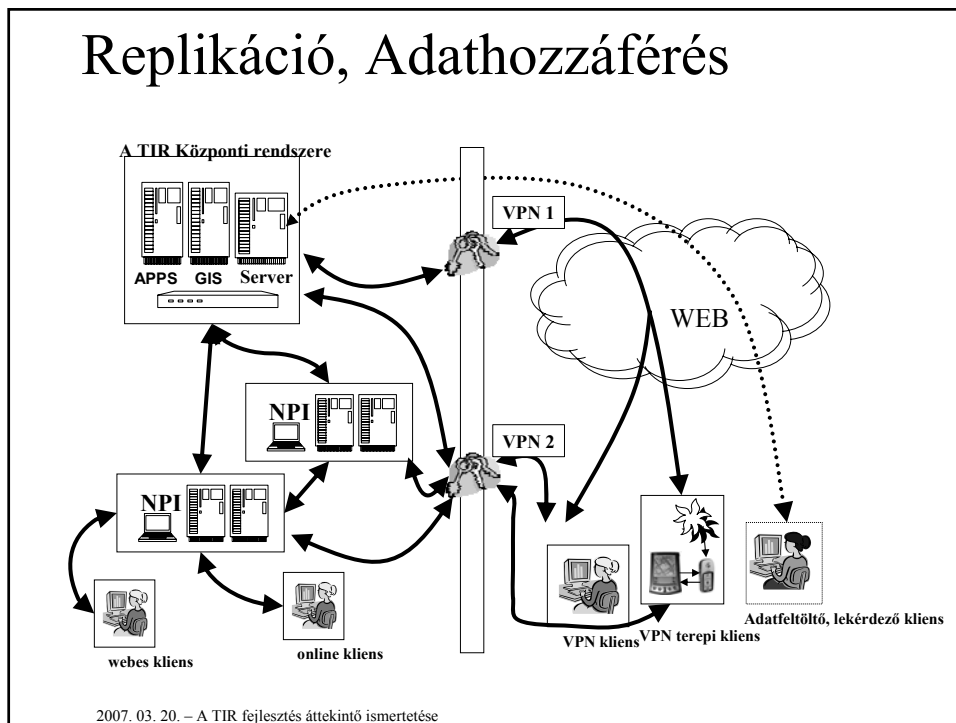 Replikáció, Adathozzáférés
A TIR Központi rendszere
APPS GIS Server
VPN 1
WEB
NPI
VPN 2
NPI
webes kliens
online kliens
VPN kliens
VPN terepi kliens
Adatfeltöltő, lekérdező kliens
2007. 03. 20. – A TIR fejlesztés áttekintő ismertetése